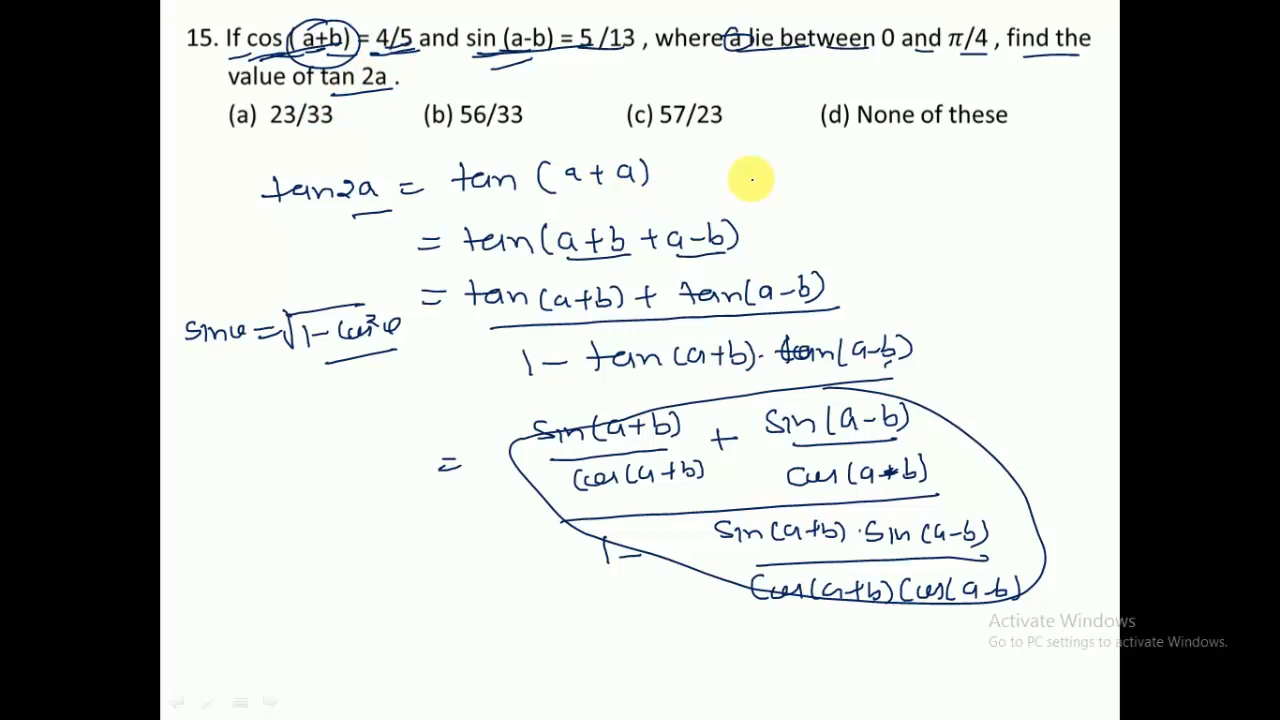 15. If cos (a+b) = 4/5 and sin (a-b) = 5/13 , where a lie between 0 and π/4 , find the
value of tan 2a .
(a) 23/33 (b) 56/33 (c) 57/23 (d) None of these
tan2a = tan (a+a)
= tan(a+b + a-b)
= tan(a+b) + tan(a-b)
1 - tan(a+b). tan(a-b)
sinφ = √1-cos²φ
= sin(a+b) + sin(a-b)
cos(a+b) cos(a-b)
1 - sin(a+b).sin(a-b)
cos(a+b)cos(a-b)
Activate Windows
Go to PC settings to activate Windows.